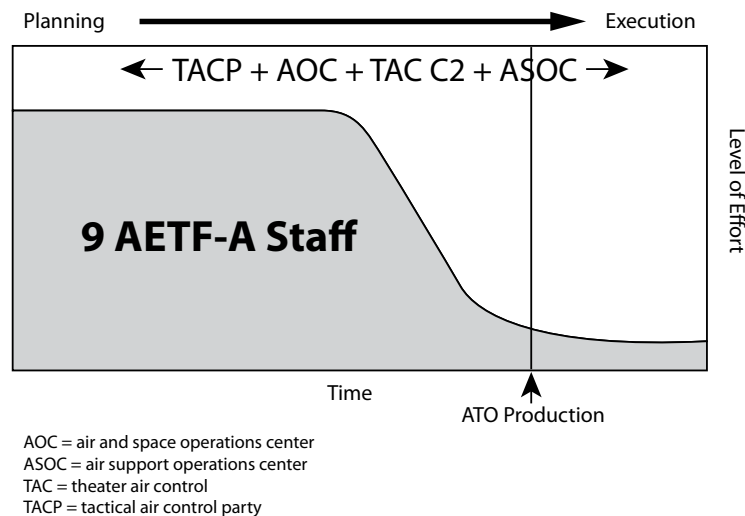 Planning Execution
TACP + AOC + TAC C2 + ASOC
Level of Effort
9 AETF-A Staff
Time
ATO Production
AOC = air and space operations center
ASOC = air support operations center
TAC = theater air control
TACP = tactical air control party